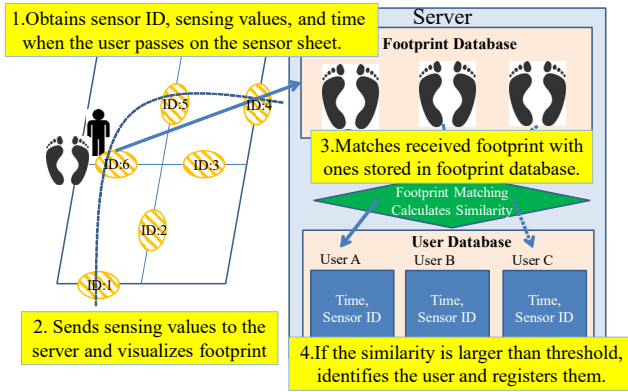 1.Obtains sensor ID, sensing values, and time
when the user passes on the sensor sheet.
Server
Footprint Database
ID:5
ID:4
ID:6
ID:3
ID:2
ID:1
3.Matches received footprint with
ones stored in footprint database.
Footprint Matching
Calculates Similarity
User Database
User A
User B
User C
Time,
Sensor ID
Time,
Sensor ID
Time,
Sensor ID
2. Sends sensing values to the
server and visualizes footprint
4.If the similarity is larger than threshold,
identifies the user and registers them.